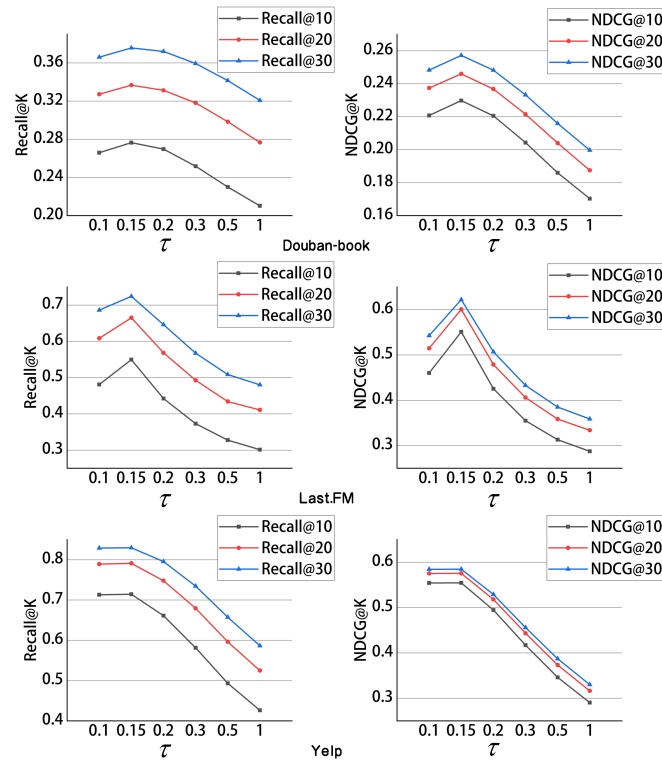 Recall@10
Recall@20
Recall@30
Recall@K
0.36
0.32
0.28
0.24
0.20
0.1 0.15 0.2 0.3 0.5 1
τ
NDCG@10
NDCG@20
NDCG@30
NDCG@K
0.26
0.24
0.22
0.20
0.18
0.16
0.1 0.15 0.2 0.3 0.5 1
τ
Douban-book
Recall@10
Recall@20
Recall@30
Recall@K
0.7
0.6
0.5
0.4
0.3
0.1 0.15 0.2 0.3 0.5 1
τ
NDCG@10
NDCG@20
NDCG@30
NDCG@K
0.6
0.5
0.4
0.3
0.1 0.15 0.2 0.3 0.5 1
τ
Last.FM
Recall@10
Recall@20
Recall@30
Recall@K
0.8
0.7
0.6
0.5
0.4
0.1 0.15 0.2 0.3 0.5 1
τ
NDCG@10
NDCG@20
NDCG@30
NDCG@K
0.6
0.5
0.4
0.3
0.1 0.15 0.2 0.3 0.5 1
τ
Yelp